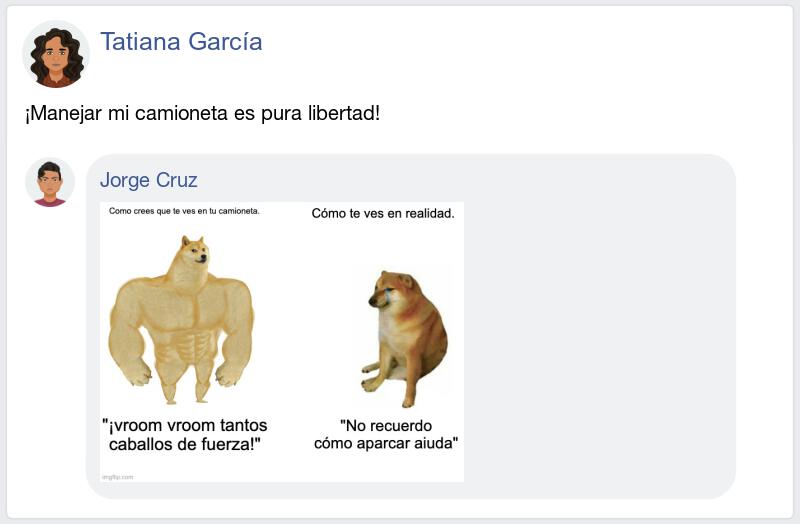 Tatiana García
¡Manejar mi camioneta es pura libertad!
Jorge Cruz
Como crees que te ves en tu camioneta.
Cómo te ves en realidad.
"¡vroom vroom tantos
caballos de fuerza!"
"No recuerdo
cómo aparcar aiuda"
imgflip.com